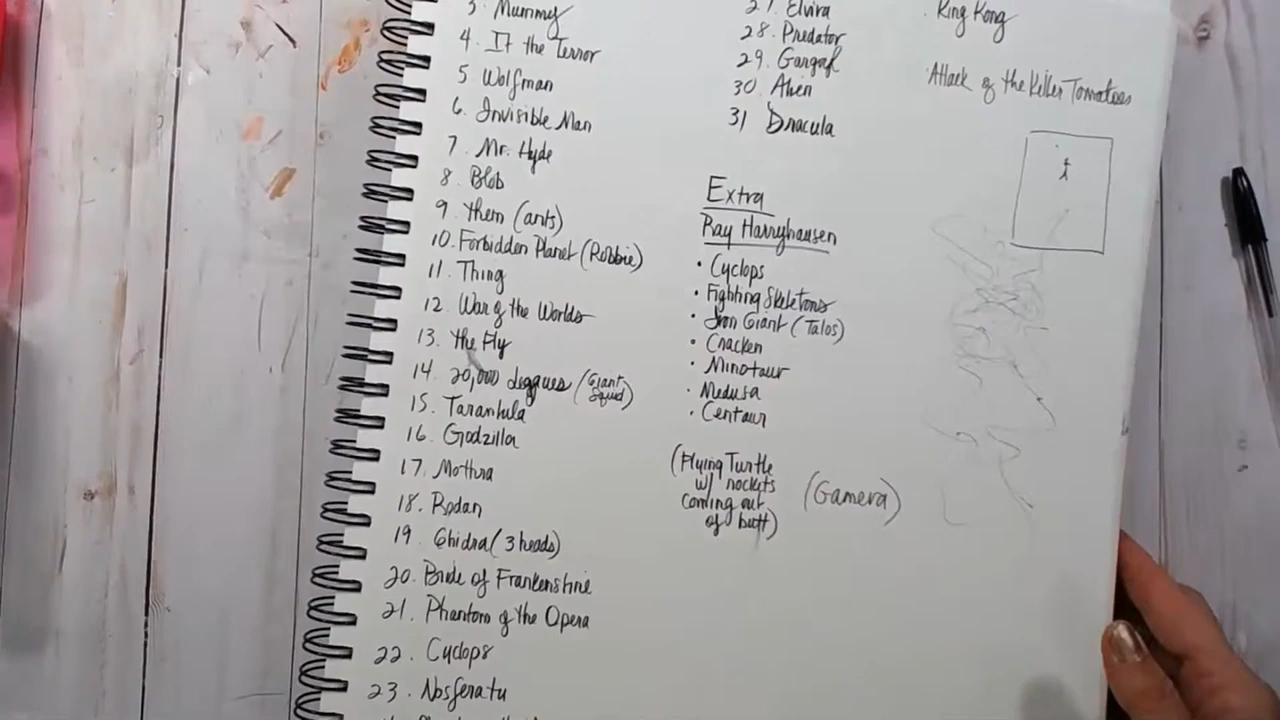 3. Mummy
4. It the Terror
5 Wolfman
6. Invisible Man
7. Mr. Hyde
8. Blob
9. Them (ants)
10. Forbidden Planet (Robbie)
11. Thing
12. War of the Worlds
13. The Fly
14. 20,000 leagues (Giant Squid)
15. Tarantula
16. Godzilla
17. Mothra
18. Rodan
19. Ghidra (3 heads)
20. Bride of Frankenstine
21. Phantom of the Opera
22. Cyclops
23. Nosferatu
27. Elvira
28. Predator
29. Gargoyl
30. Alien
31 Dracula
Extra
Ray Harryhausen
• Cyclops
• Fighting Skeletons
• Iron Giant (Talos)
• Cracken
• Minotaur
• Medusa
• Centaur
(Flying Turtle
w/ rockets
coming out
of butt)
(Gamera)
. King Kong
. Attack of the Killer Tomatoes